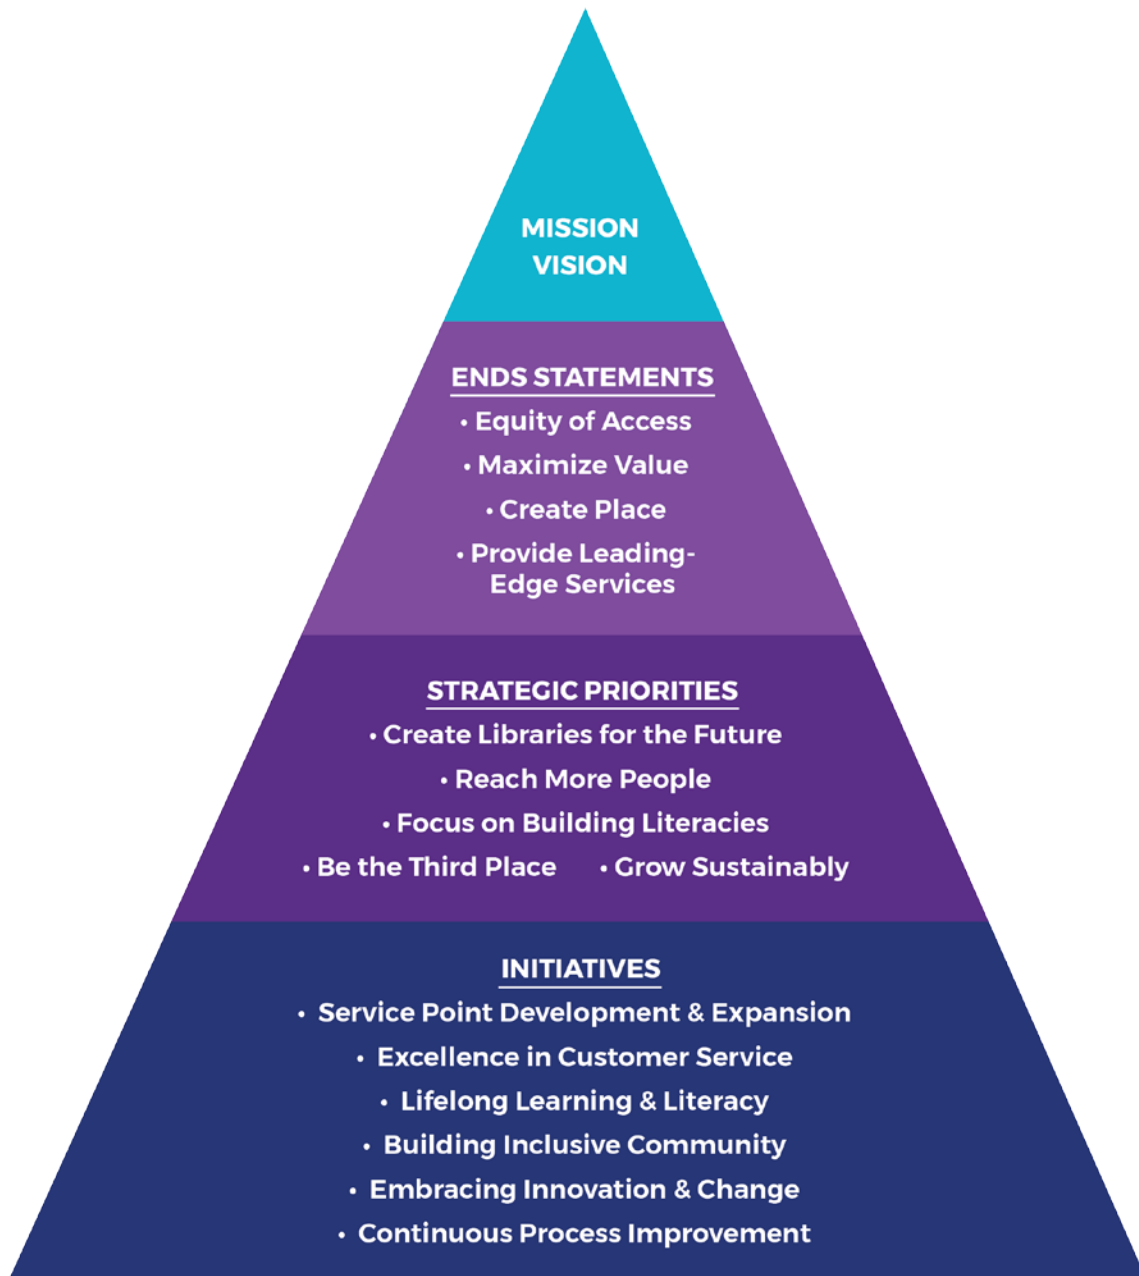 MISSION
VISION
ENDS STATEMENTS
• Equity of Access
• Maximize Value
• Create Place
• Provide Leading-
Edge Services
STRATEGIC PRIORITIES
• Create Libraries for the Future
• Reach More People
• Focus on Building Literacies
• Be the Third Place • Grow Sustainably
INITIATIVES
• Service Point Development & Expansion
• Excellence in Customer Service
• Lifelong Learning & Literacy
• Building Inclusive Community
• Embracing Innovation & Change
• Continuous Process Improvement